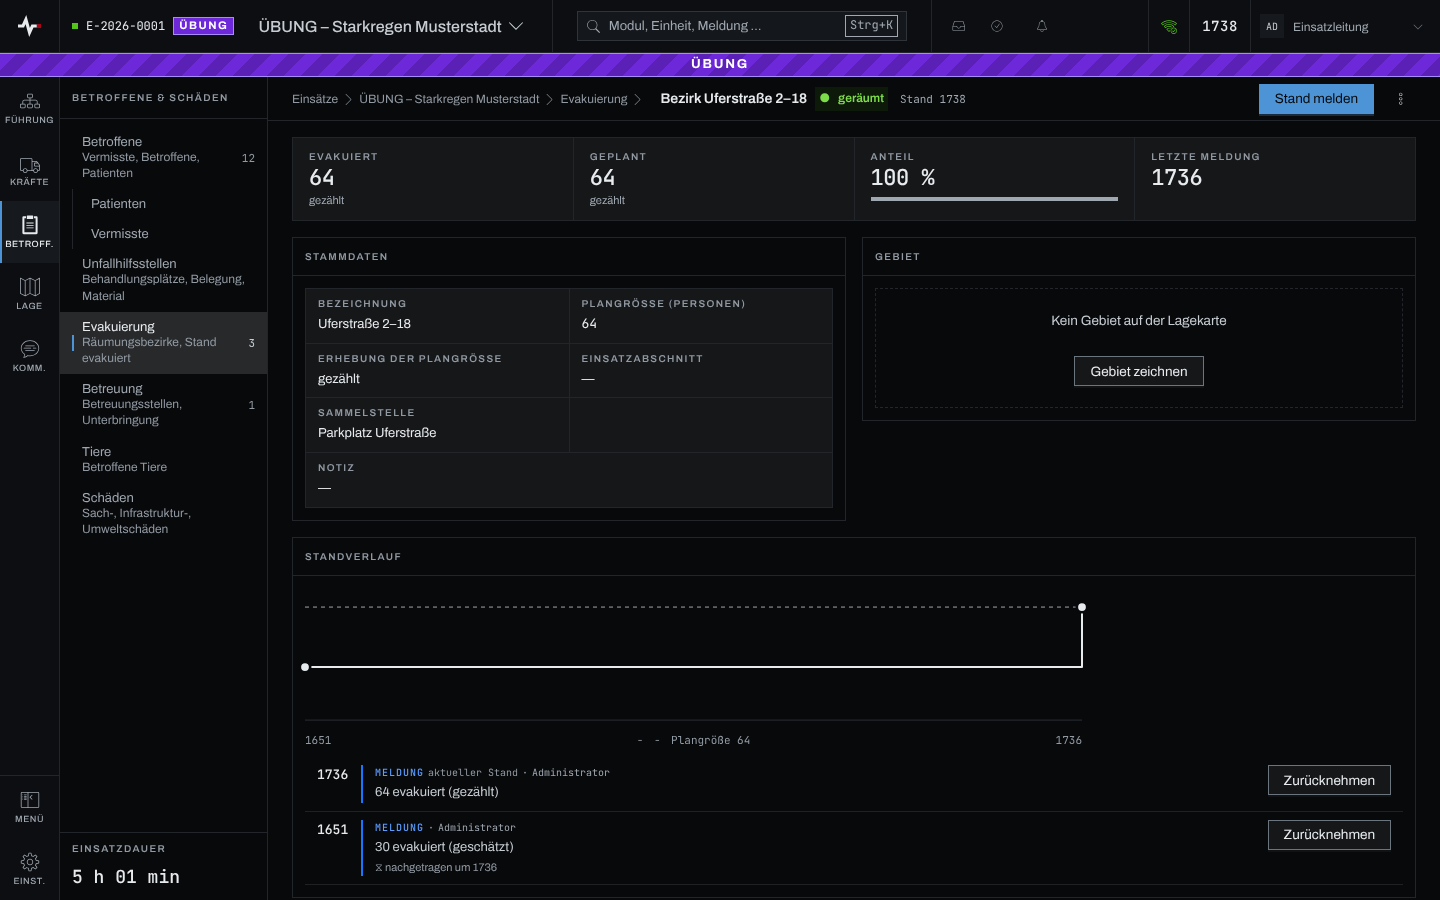 E-2026-0001 ÜBUNG ÜBUNG – Starkregen Musterstadt Modul, Einheit, Meldung ... Strg+K 1738 AD Einsatzleitung
ÜBUNG
FÜHRUNG
KRÄFTE
BETROFF.
LAGE
KOMM.
MENÜ
EINST.
BETROFFENE & SCHÄDEN
Betroffene
Vermisste, Betroffene, 12
Patienten
Patienten
Vermisste
Unfallhilfsstellen
Behandlungsplätze, Belegung,
Material
Evakuierung
Räumungsbezirke, Stand 3
evakuiert
Betreuung
Betreuungsstellen, 1
Unterbringung
Tiere
Betroffene Tiere
Schäden
Sach-, Infrastruktur-,
Umweltschäden
EINSATZDAUER
5 h 01 min
Einsätze ÜBUNG – Starkregen Musterstadt Evakuierung Bezirk Uferstraße 2–18 geräumt Stand 1738 Stand melden
EVAKUIERT
64
gezählt
GEPLANT
64
gezählt
ANTEIL
100 %
LETZTE MELDUNG
1736
STAMMDATEN
BEZEICHNUNG
Uferstraße 2–18
PLANGRÖSSE (PERSONEN)
64
ERHEBUNG DER PLANGRÖSSE
gezählt
EINSATZABSCHNITT
—
SAMMELSTELLE
Parkplatz Uferstraße
NOTIZ
—
GEBIET
Kein Gebiet auf der Lagekarte
Gebiet zeichnen
STANDVERLAUF
1651 - - Plangröße 64 1736
1736 MELDUNG aktueller Stand · Administrator
64 evakuiert (gezählt)
Zurücknehmen
1651 MELDUNG · Administrator
30 evakuiert (geschätzt)
nachgetragen um 1736
Zurücknehmen